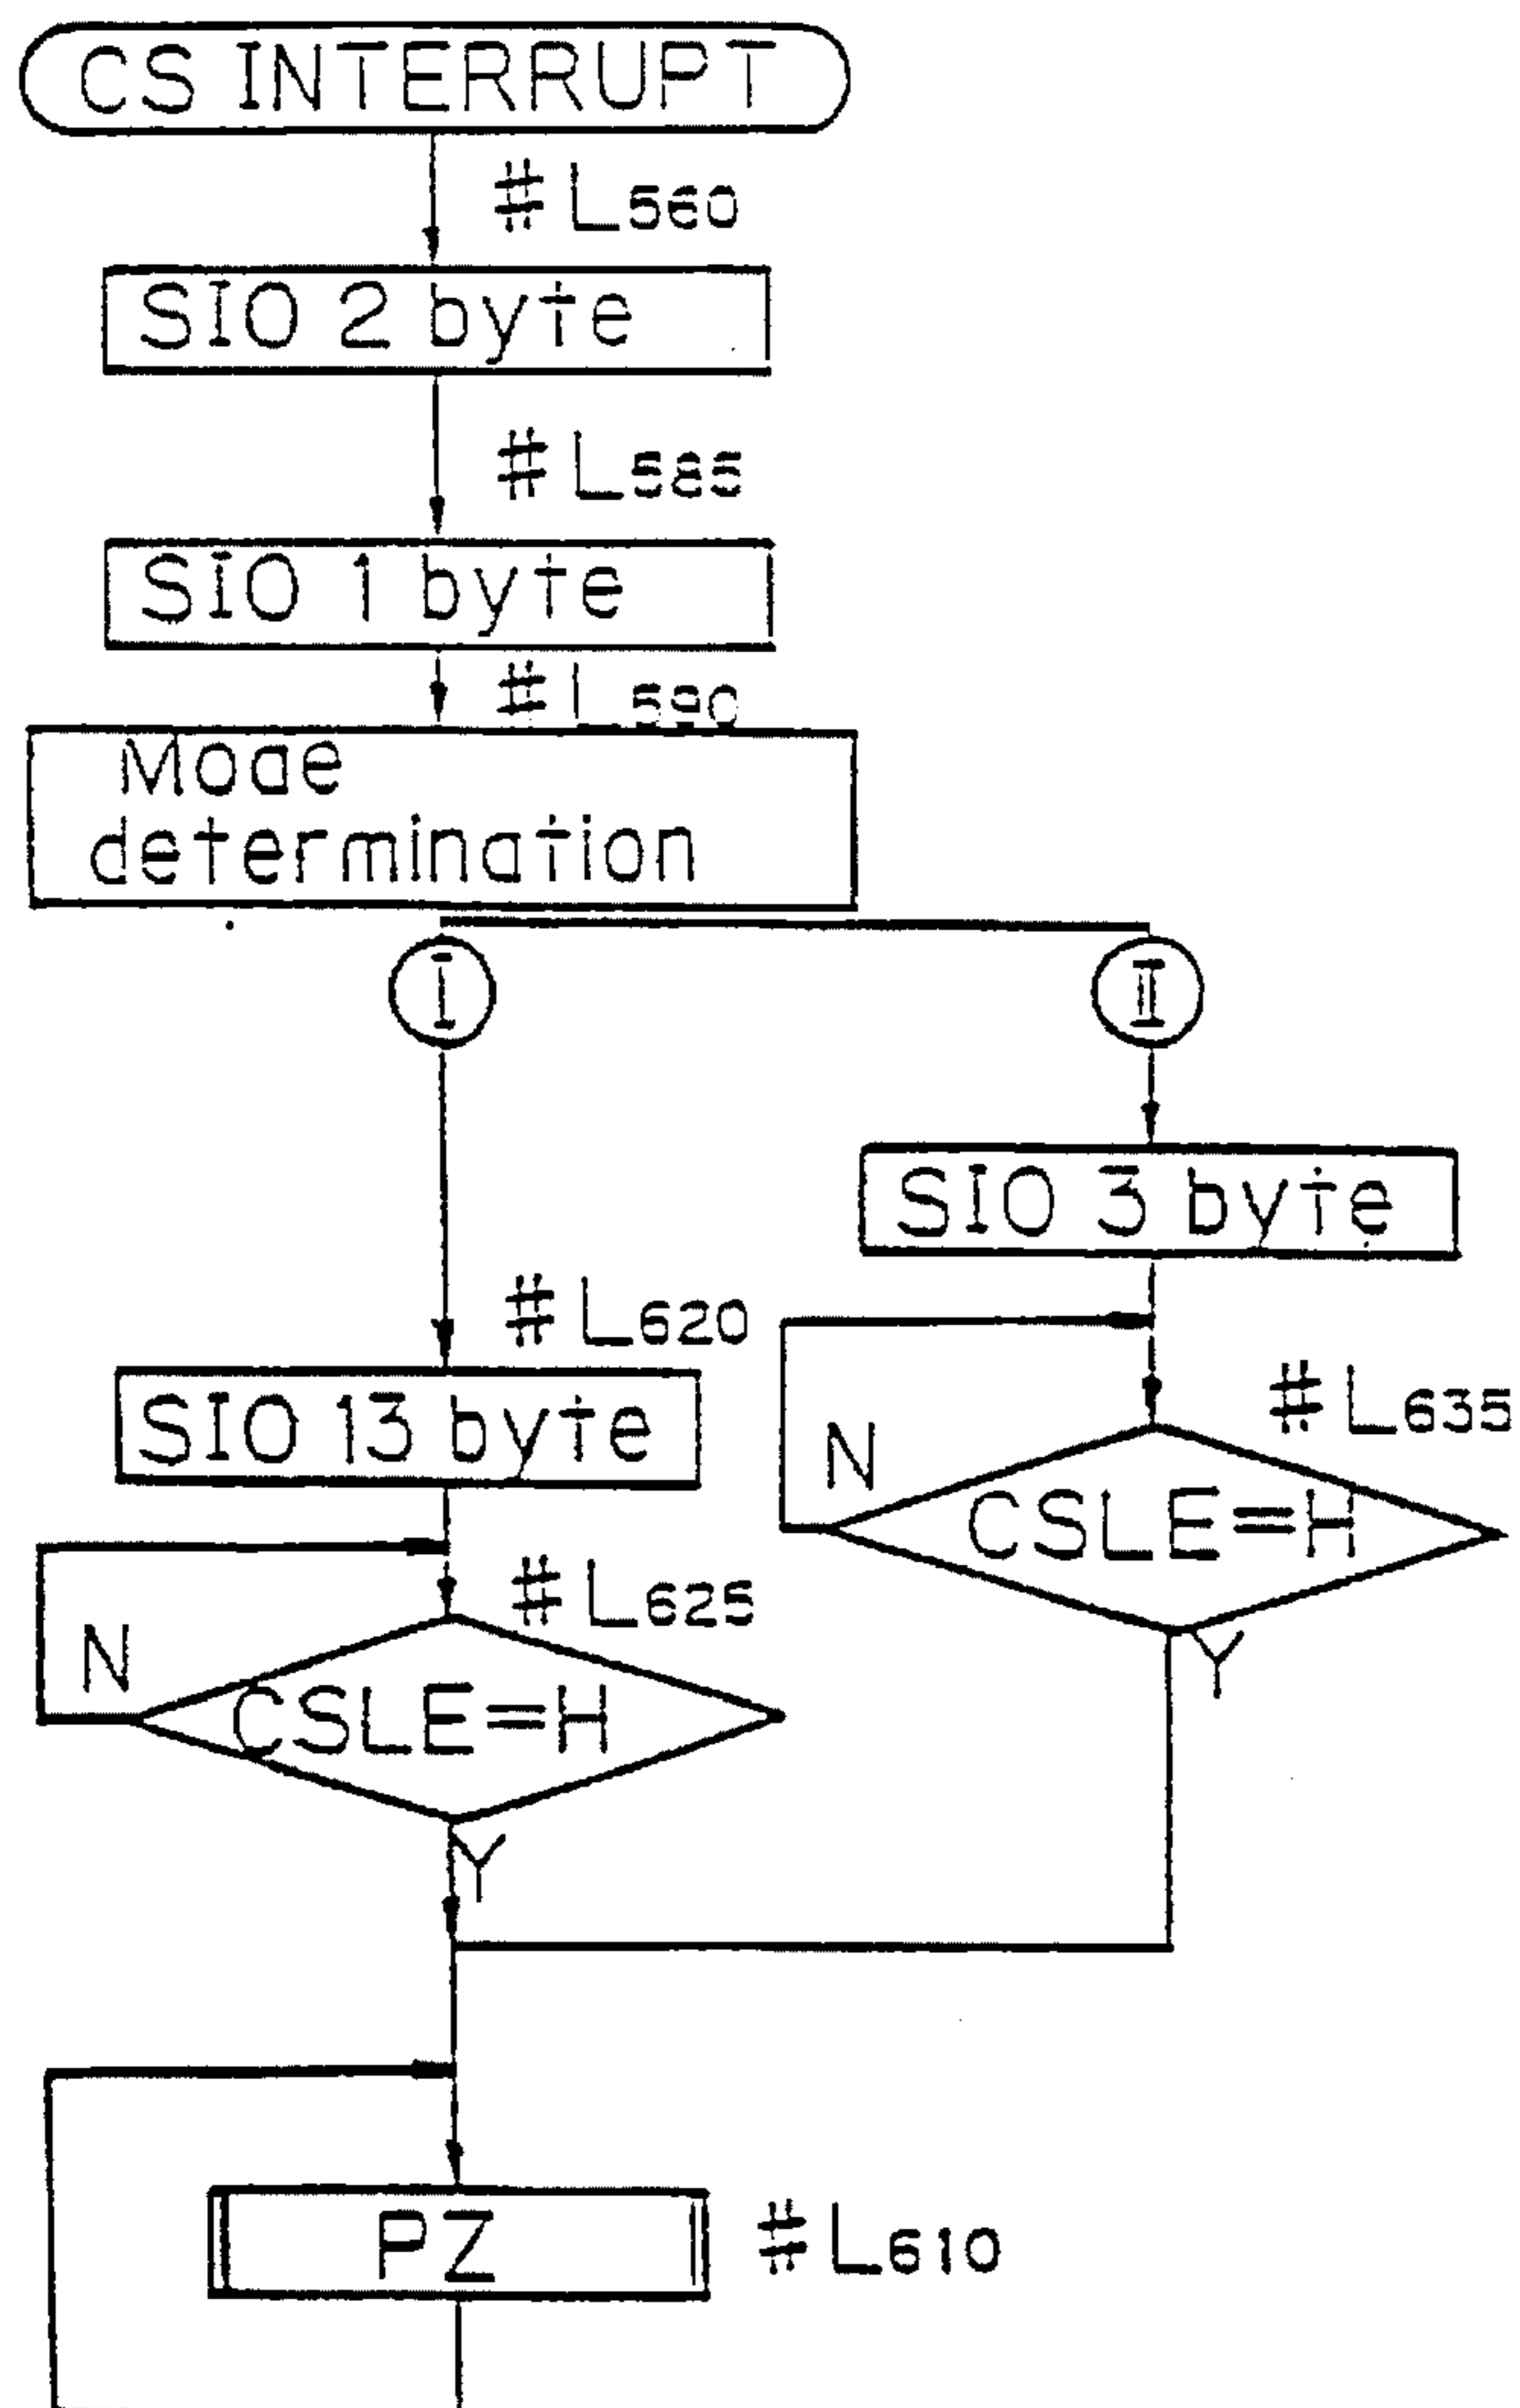 CS INTERRUPT
#L560
SIO 2 byte
#L585
SIO 1 byte
#L590
Mode
determination
I
II
SIO 3 byte
#L620
SIO 13 byte
#L635
N
CSLE=H
#L625
Y
N
CSLE=H
Y
PZ
#L610